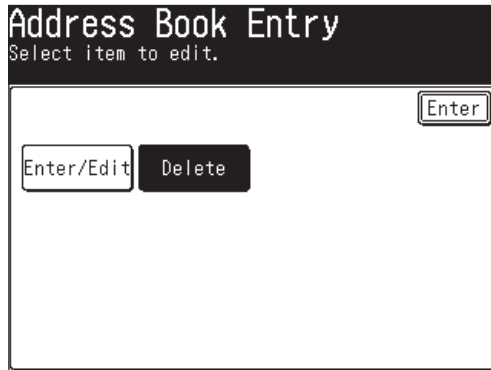 Address Book Entry
Select item to edit.
Enter
Enter/Edit Delete